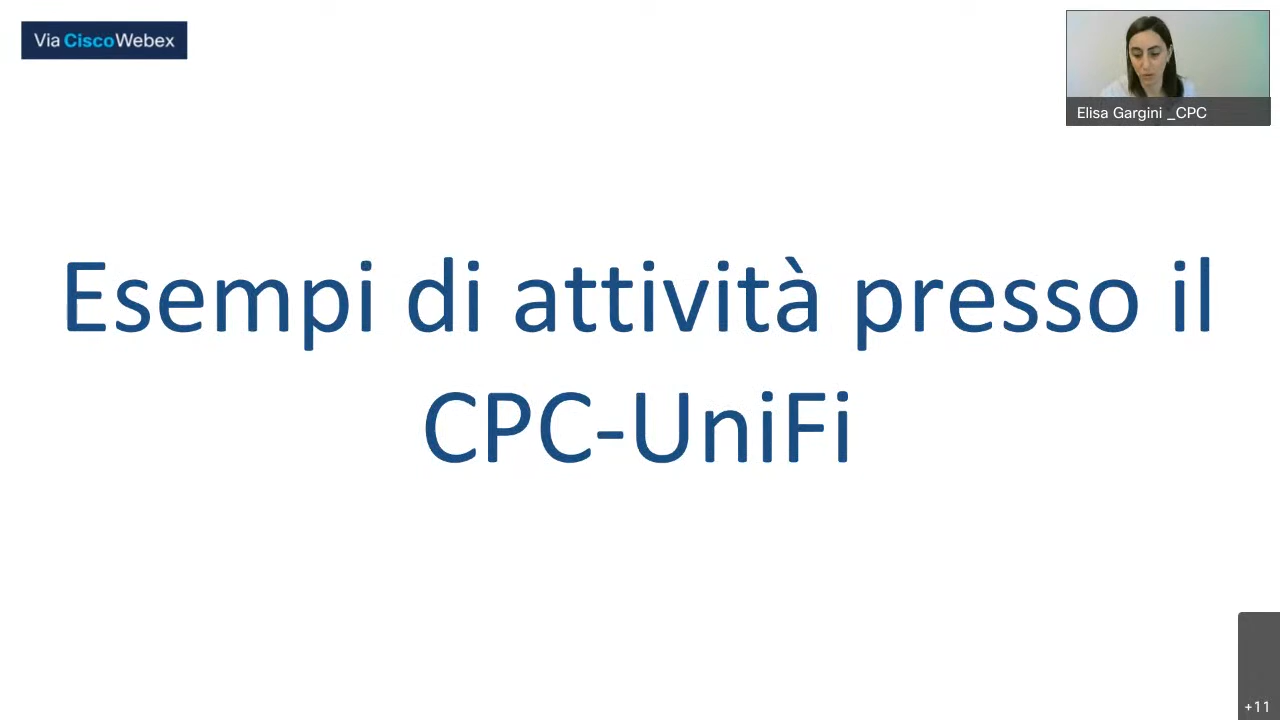 Via Cisco Webex
Elisa Gargini _CPC
Esempi di attività presso il
CPC-UniFi
+11